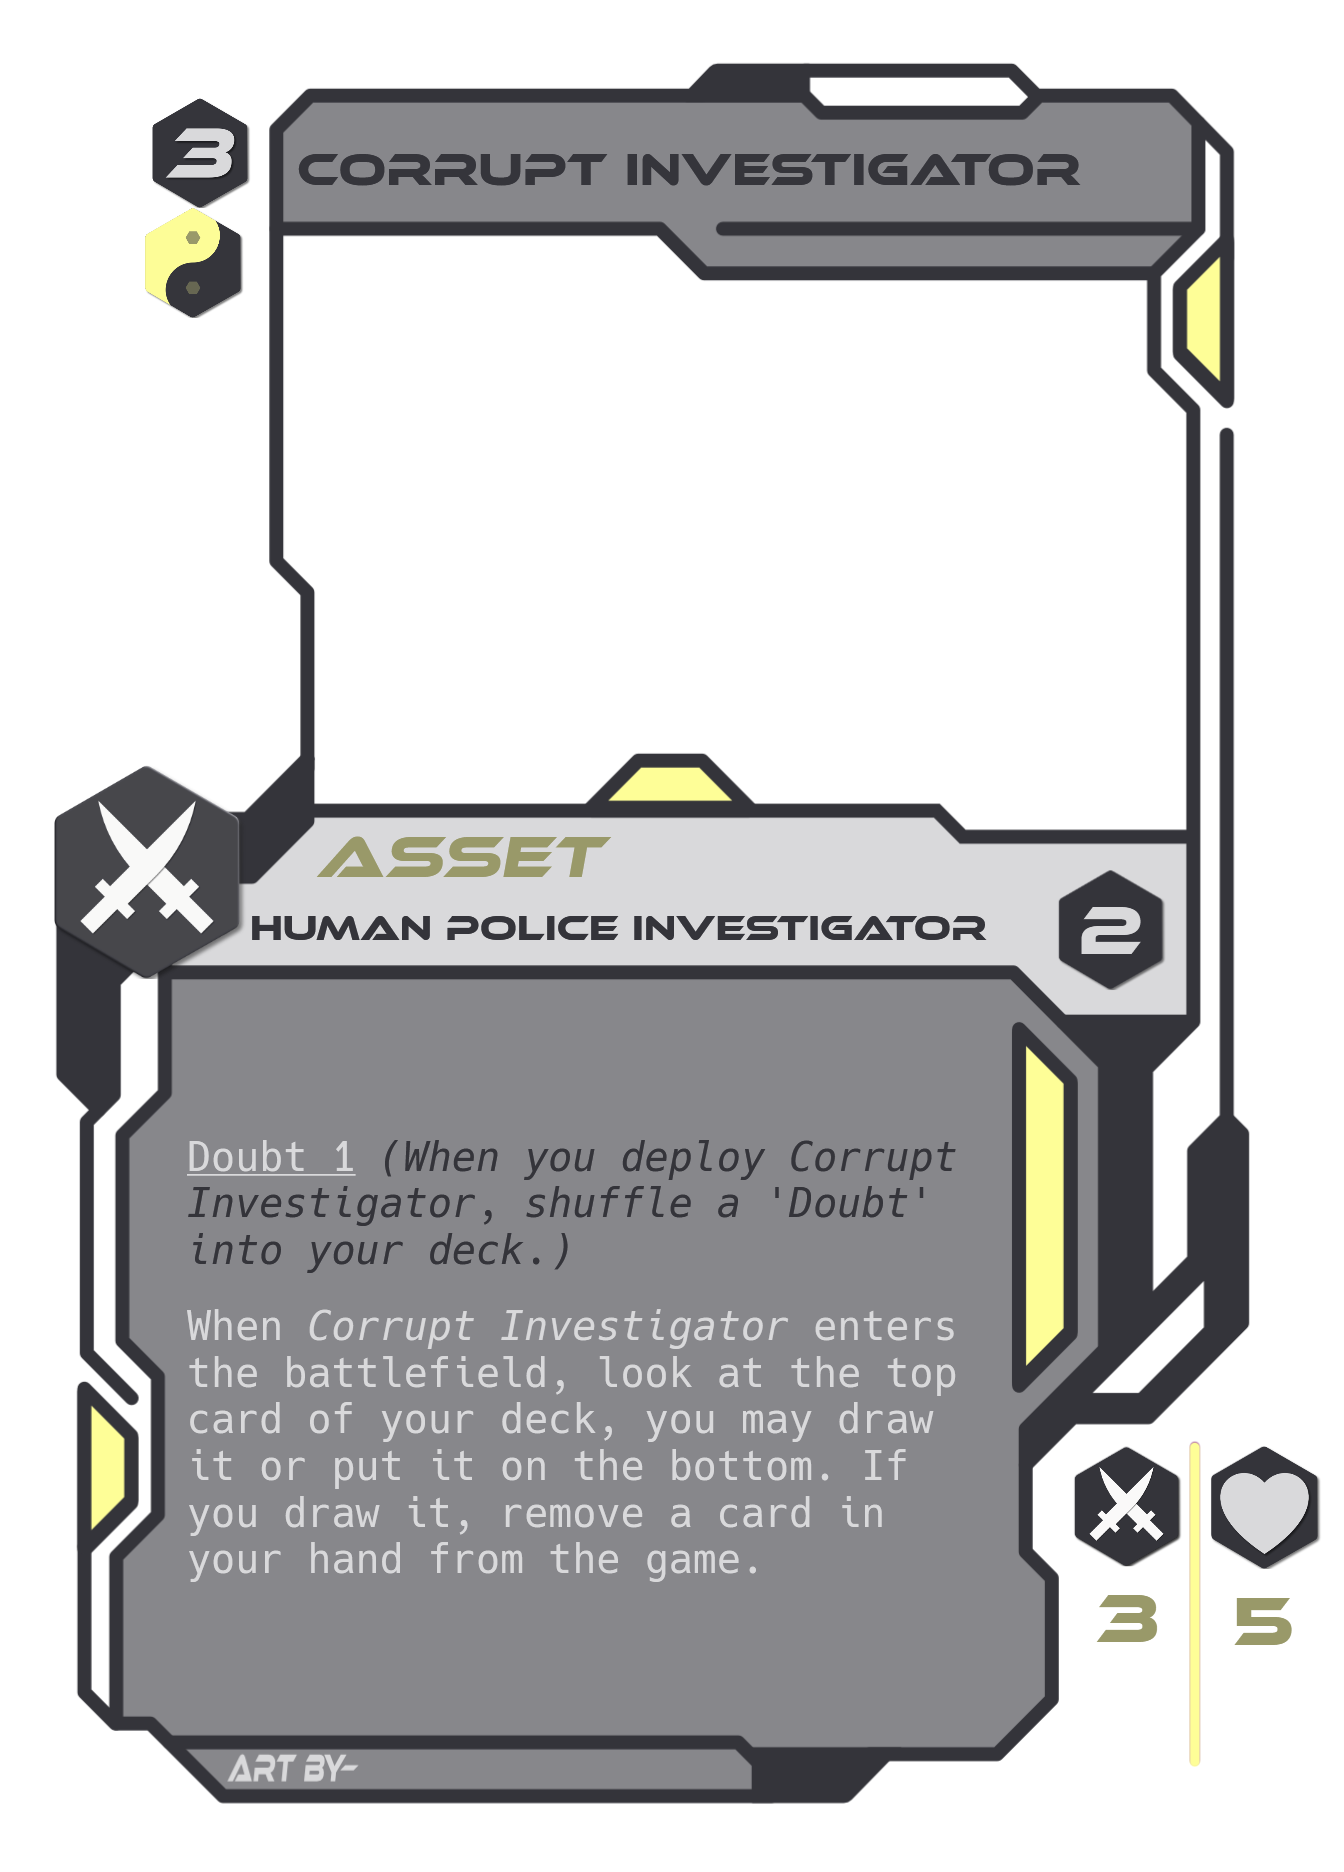 3
CORRUPT INVESTIGATOR
ASSET
HUMAN POLICE INVESTIGATOR
2
Doubt 1 (When you deploy Corrupt
Investigator, shuffle a 'Doubt'
into your deck.)
When Corrupt Investigator enters
the battlefield, look at the top
card of your deck, you may draw
it or put it on the bottom. If
you draw it, remove a card in
your hand from the game.
3
5
ART BY-